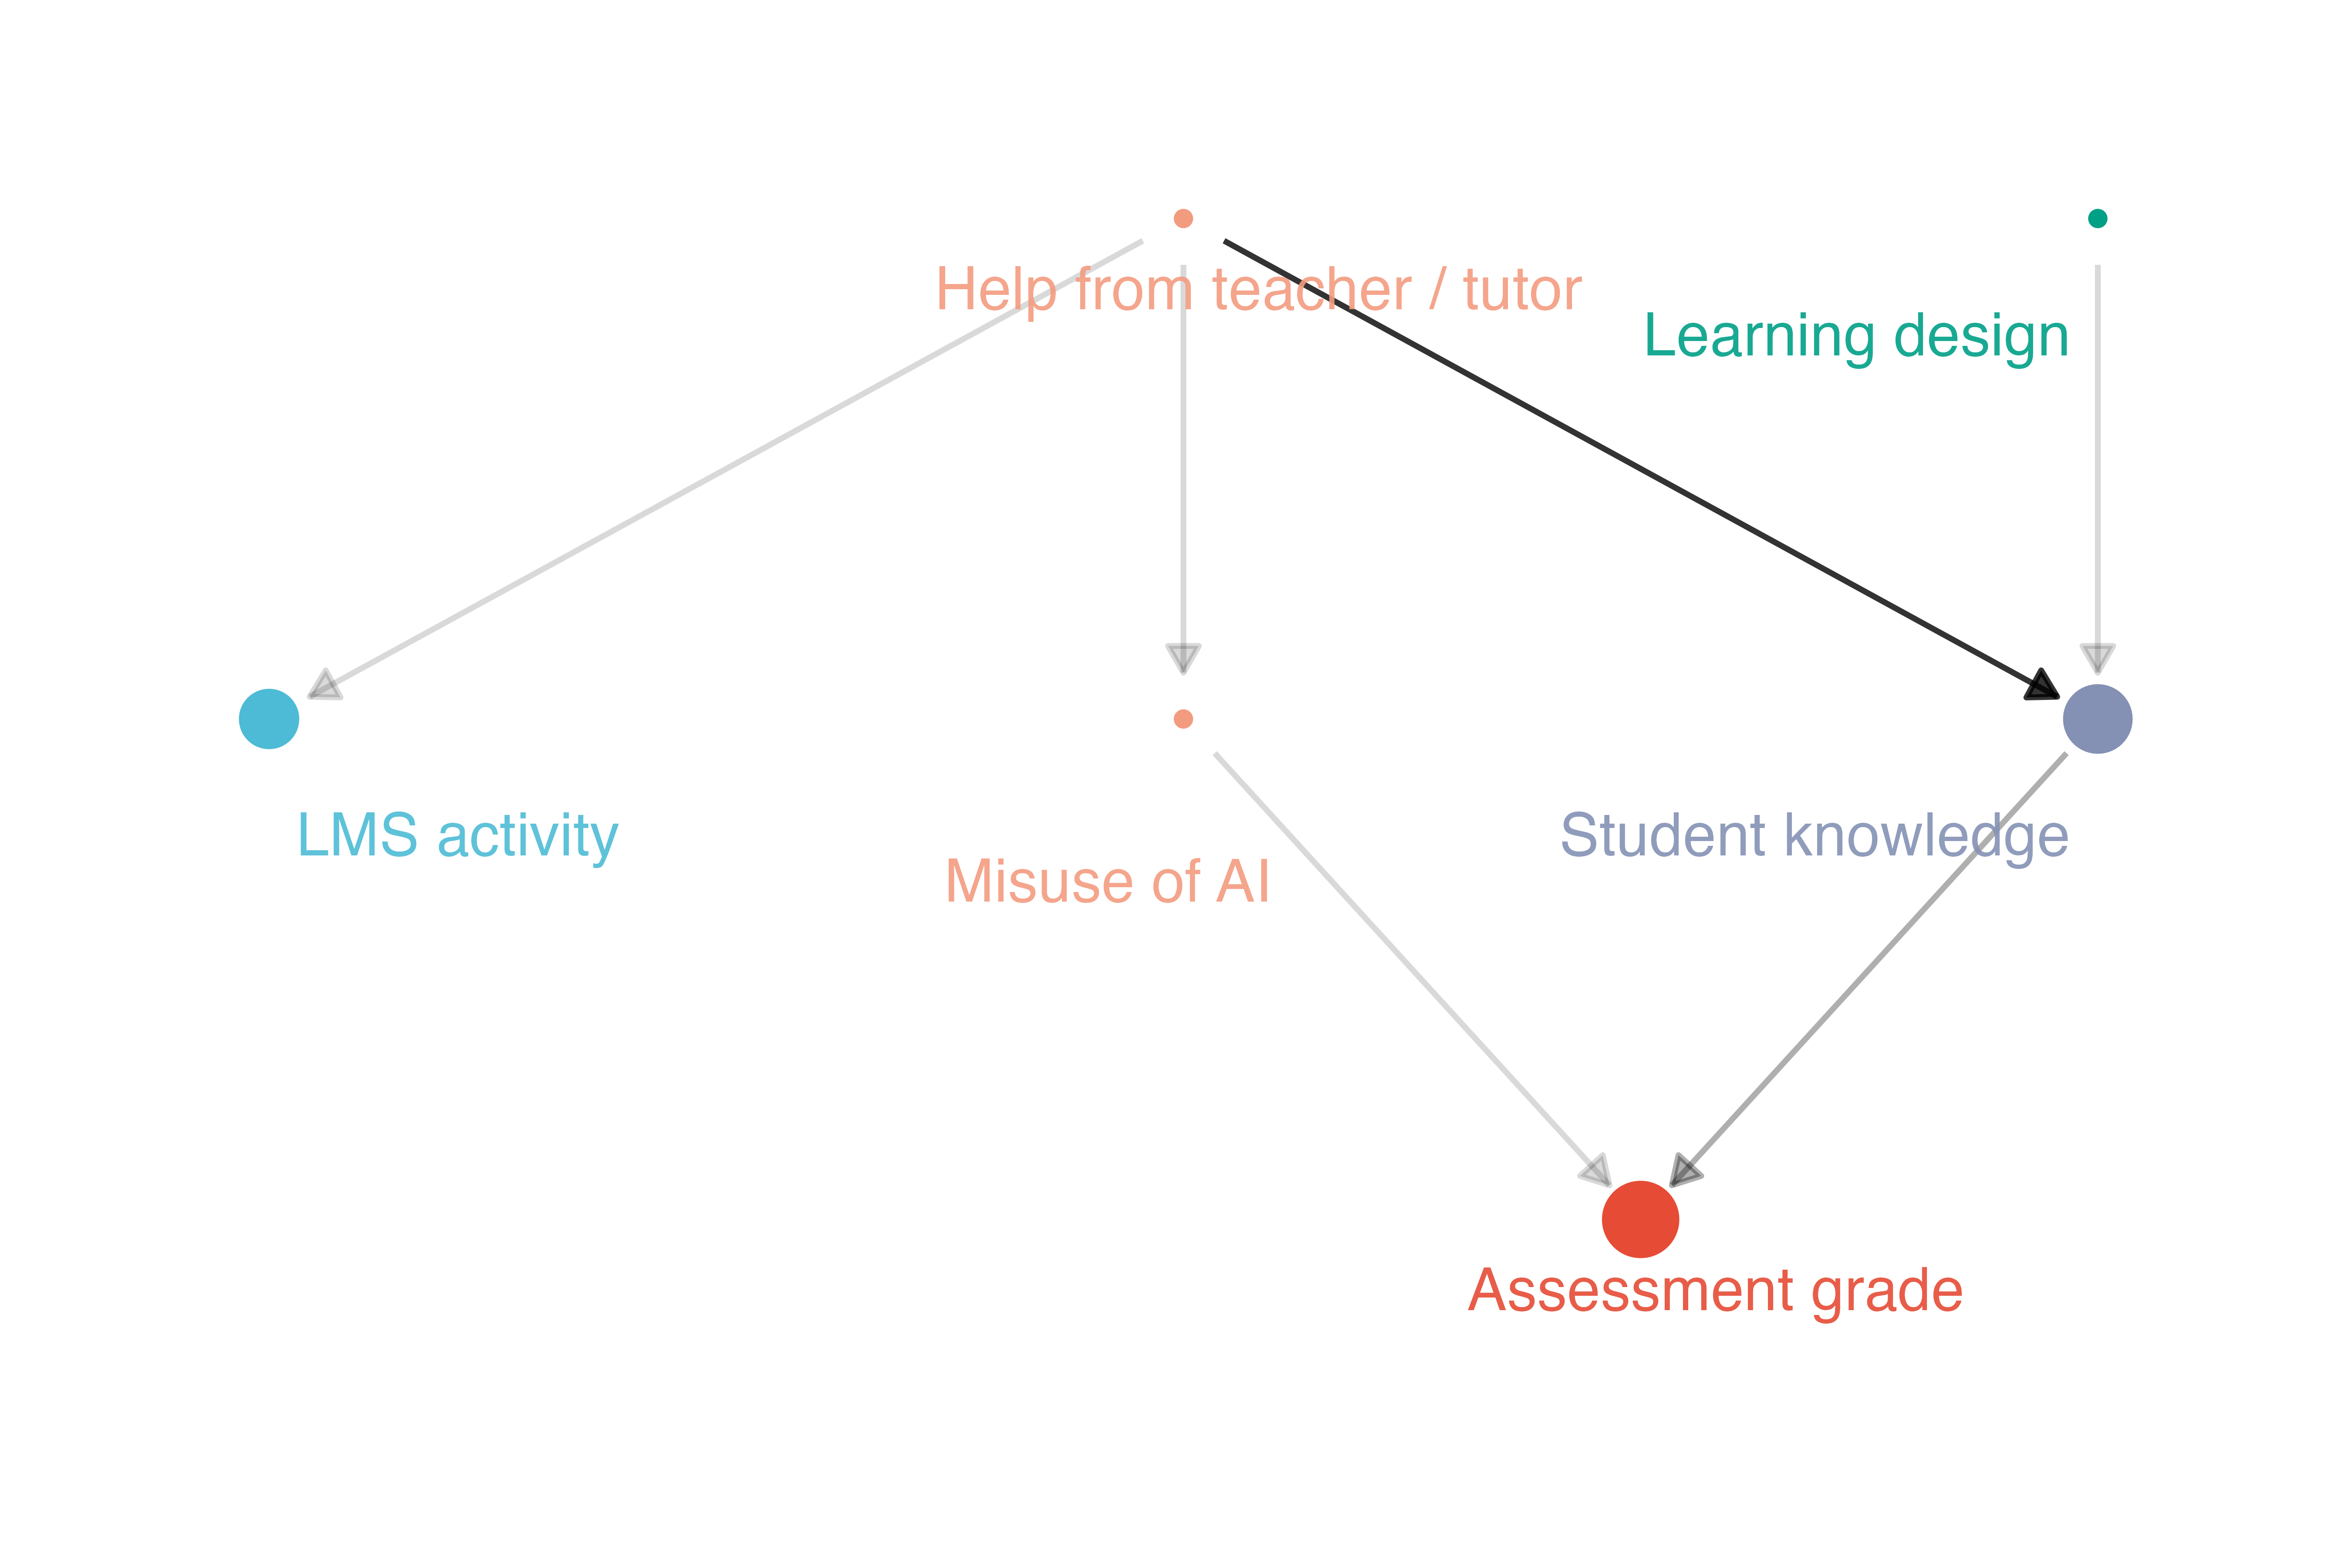 Help from teacher / tutor
Learning design
LMS activity
Student knowledge
Misuse of AI
Assessment grade